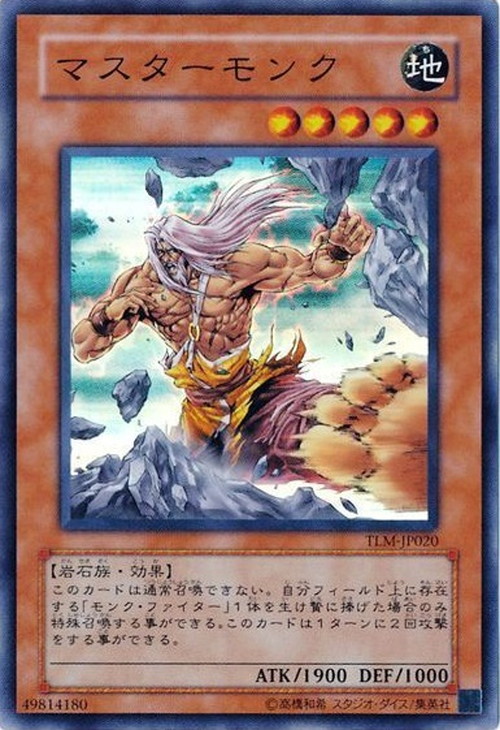 マスターモンク
地
TLM-JP020
【岩石族・効果】
このカードは通常召喚できない。自分フィールド上に存在
する「モンク・ファイター」1体を生け贄に捧げた場合のみ
特殊召喚する事ができる。このカードは1ターンに2回攻撃
をする事ができる。
ATK/1900 DEF/1000
49814180 ©高橋和希 スタジオ・ダイス/集英社